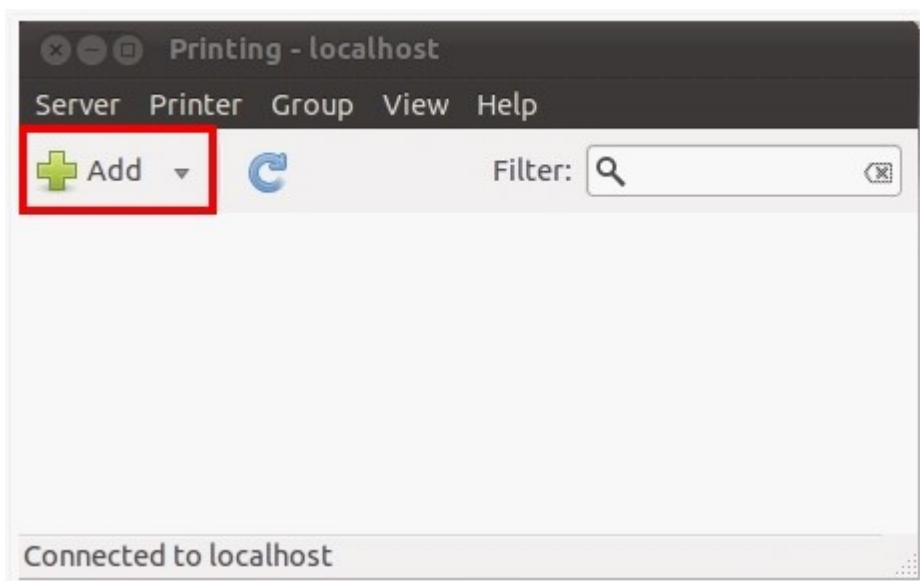 Printing - localhost
Server Printer Group View Help
Add Filter:
Connected to localhost